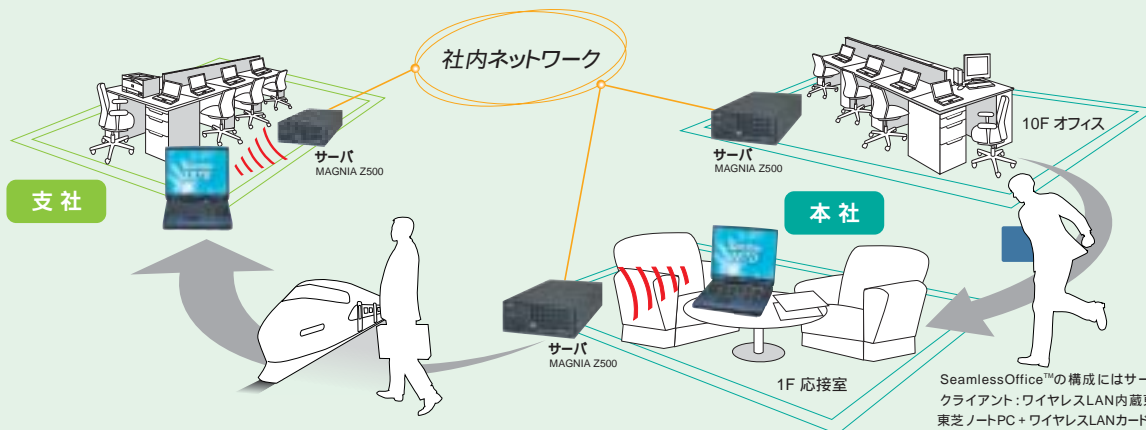 社内ネットワーク
10F オフィス
サーバ
MAGNIA Z500
サーバ
MAGNIA Z500
支社
本社
サーバ
MAGNIA Z500
1F 応接室
SeamlessOffice™の構成にはサー
クライアント：ワイヤレスLAN内蔵
東芝ノートPC + ワイヤレスLANカード